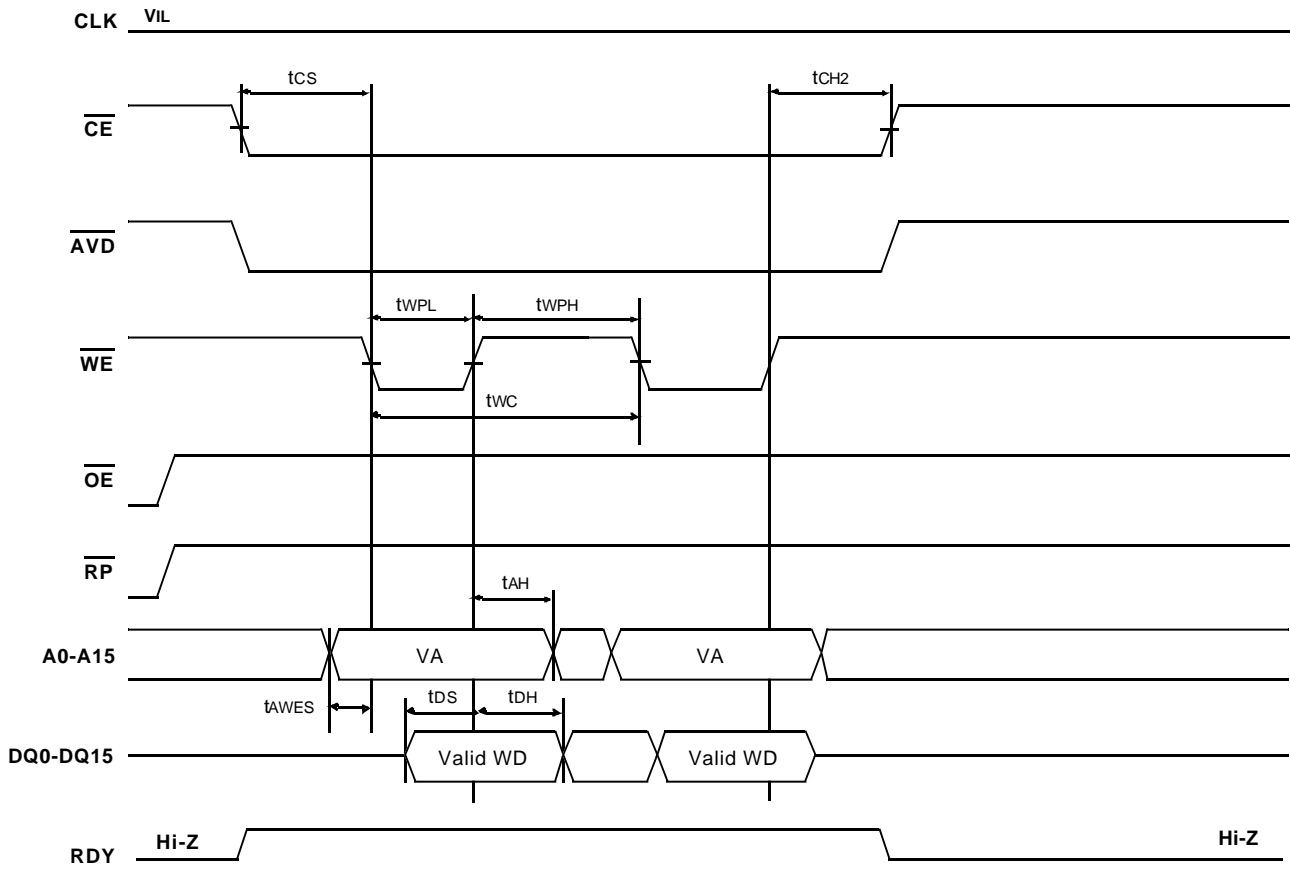 CLK VIL
tCS tCH2
CE
AVD
tWPL tWPH
WE
tWC
OE
RP
tAH
A0-A15 VA VA
tAWES tDS tDH
DQ0-DQ15 Valid WD Valid WD
RDY Hi-Z Hi-Z